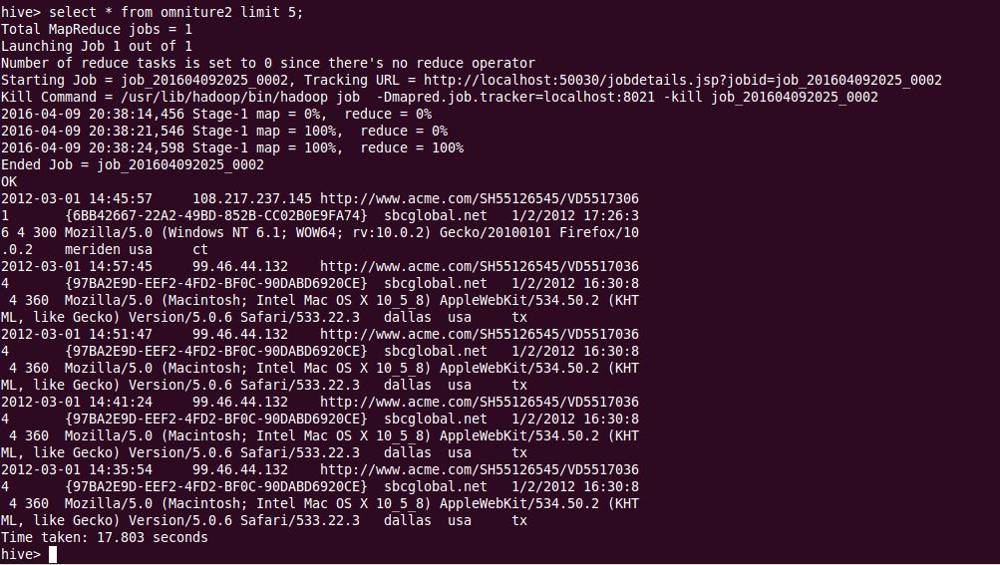 hive> select * from omniture2 limit 5;
Total MapReduce jobs = 1
Launching Job 1 out of 1
Number of reduce tasks is set to 0 since there's no reduce operator
Starting Job = job_201604092025_0002, Tracking URL = http://localhost:50030/jobdetails.jsp?jobid=job_201604092025_0002
Kill Command = /usr/lib/hadoop/bin/hadoop job  -Dmapred.job.tracker=localhost:8021 -kill job_201604092025_0002
2016-04-09 20:38:14,456 Stage-1 map = 0%,  reduce = 0%
2016-04-09 20:38:21,546 Stage-1 map = 100%,  reduce = 0%
2016-04-09 20:38:24,598 Stage-1 map = 100%,  reduce = 100%
Ended Job = job_201604092025_0002
OK
2012-03-01 14:45:57     108.217.237.145 http://www.acme.com/SH55126545/VD5517306
1       {6BB42667-22A2-49BD-852B-CC02B0E9FA74}  sbcglobal.net   1/2/2012 17:26:3
6 4 300 Mozilla/5.0 (Windows NT 6.1; WOW64; rv:10.0.2) Gecko/20100101 Firefox/10
.0.2    meriden usa     ct
2012-03-01 14:57:45     99.46.44.132    http://www.acme.com/SH55126545/VD5517036
4       {97BA2E9D-EEF2-4FD2-BF0C-90DABD6920CE}  sbcglobal.net   1/2/2012 16:30:8
 4 360  Mozilla/5.0 (Macintosh; Intel Mac OS X 10_5_8) AppleWebKit/534.50.2 (KHT
ML, like Gecko) Version/5.0.6 Safari/533.22.3   dallas  usa     tx
2012-03-01 14:51:47     99.46.44.132    http://www.acme.com/SH55126545/VD5517036
4       {97BA2E9D-EEF2-4FD2-BF0C-90DABD6920CE}  sbcglobal.net   1/2/2012 16:30:8
 4 360  Mozilla/5.0 (Macintosh; Intel Mac OS X 10_5_8) AppleWebKit/534.50.2 (KHT
ML, like Gecko) Version/5.0.6 Safari/533.22.3   dallas  usa     tx
2012-03-01 14:41:24     99.46.44.132    http://www.acme.com/SH55126545/VD5517036
4       {97BA2E9D-EEF2-4FD2-BF0C-90DABD6920CE}  sbcglobal.net   1/2/2012 16:30:8
 4 360  Mozilla/5.0 (Macintosh; Intel Mac OS X 10_5_8) AppleWebKit/534.50.2 (KHT
ML, like Gecko) Version/5.0.6 Safari/533.22.3   dallas  usa     tx
2012-03-01 14:35:54     99.46.44.132    http://www.acme.com/SH55126545/VD5517036
4       {97BA2E9D-EEF2-4FD2-BF0C-90DABD6920CE}  sbcglobal.net   1/2/2012 16:30:8
 4 360  Mozilla/5.0 (Macintosh; Intel Mac OS X 10_5_8) AppleWebKit/534.50.2 (KHT
ML, like Gecko) Version/5.0.6 Safari/533.22.3   dallas  usa     tx
Time taken: 17.803 seconds
hive>